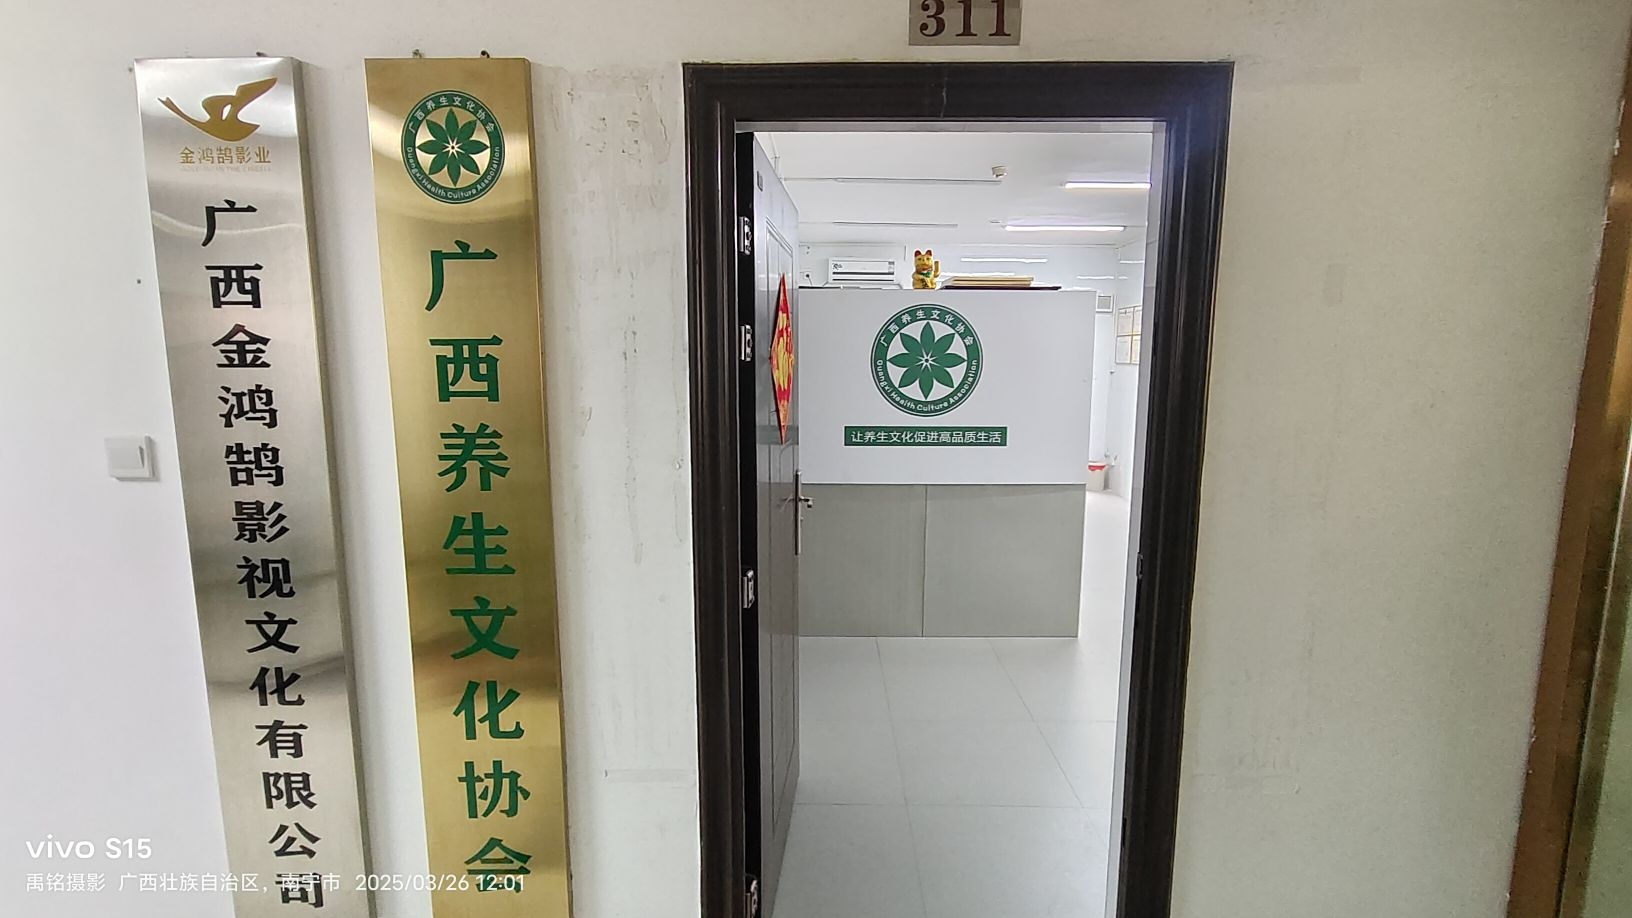 311
金鸿鹄影业
广西金鸿鹄影视文化有限公司
广西养生文化协会
Guangxi Health Culture Association
广西养生文化协会
广西养生文化协会
Guangxi Health Culture Association
让养生文化促进高品质生活
vivo S15
禹铭摄影 广西壮族自治区，南宁市 2025/03/26 12:01